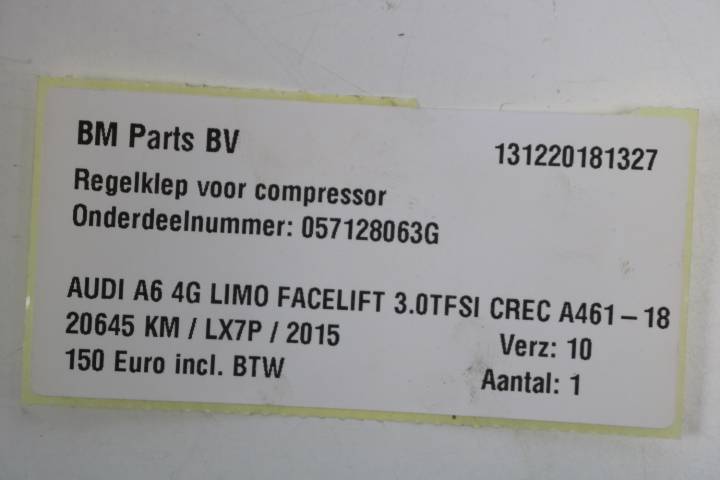 BM Parts BV
131220181327
Regelklep voor compressor
Onderdeelnummer: 057128063G
AUDI A6 4G LIMO FACELIFT 3.0TFSI CREC A461-18
20645 KM / LX7P / 2015
Verz: 10
150 Euro incl. BTW
Aantal: 1